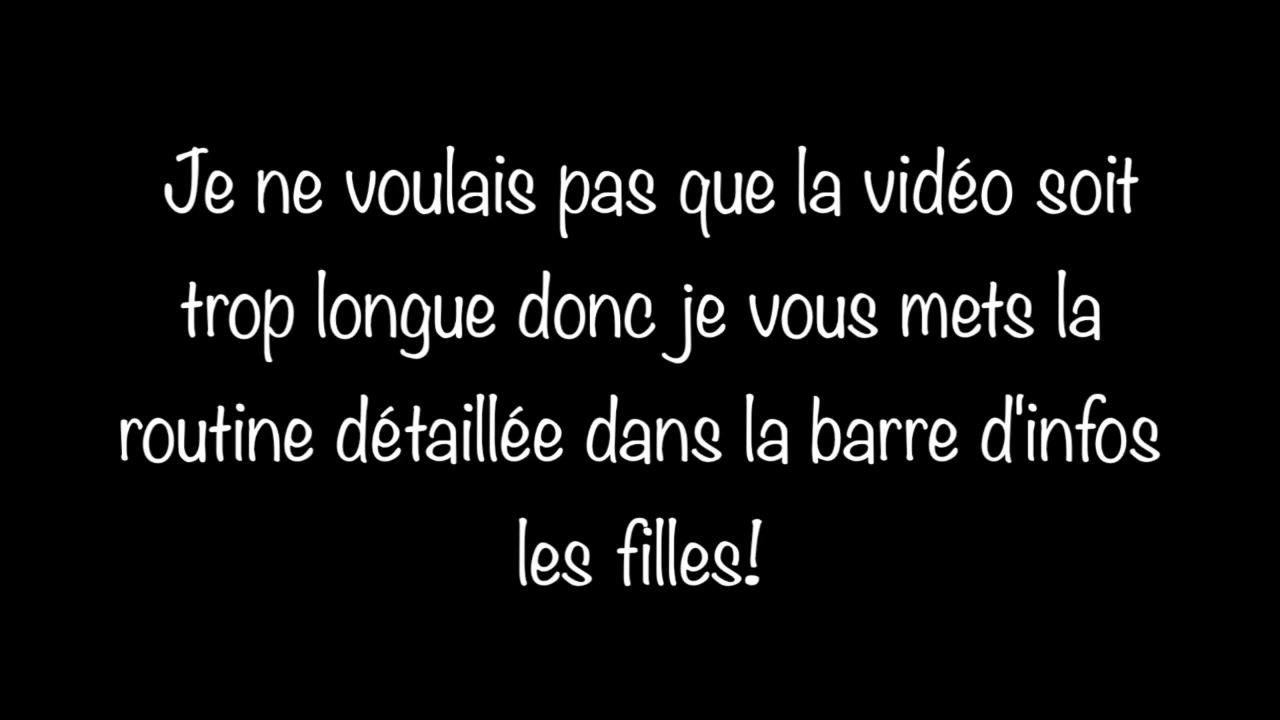 Je ne voulais pas que la vidéo soit
trop longue donc je vous mets la
routine détaillée dans la barre d'infos
les filles!